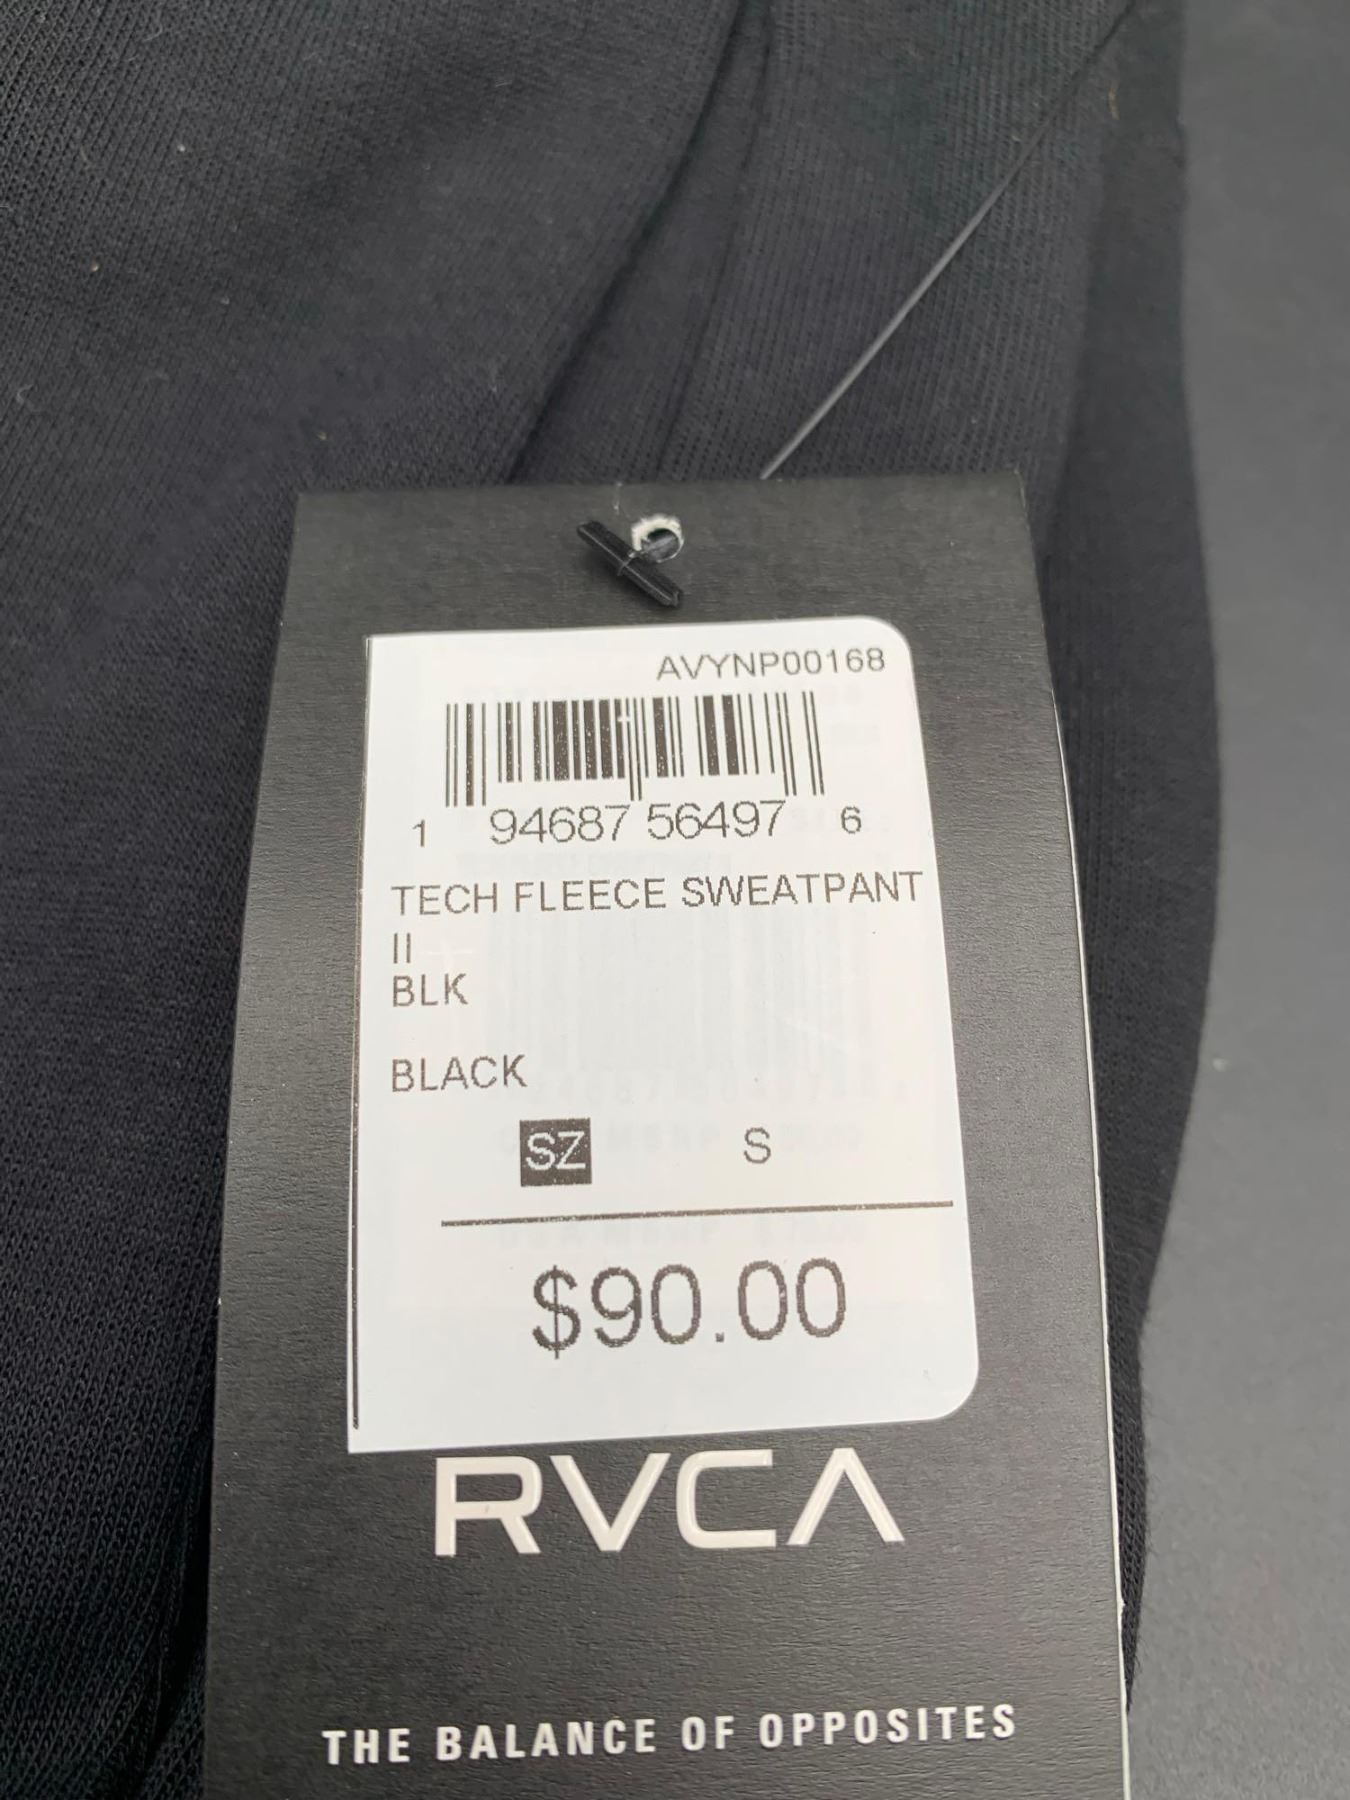 AVYNP00168
1 94687 56497 6
TECH FLEECE SWEATPANT
II
BLK
BLACK
SZ S
$90.00
RVCA
THE BALANCE OF OPPOSITES